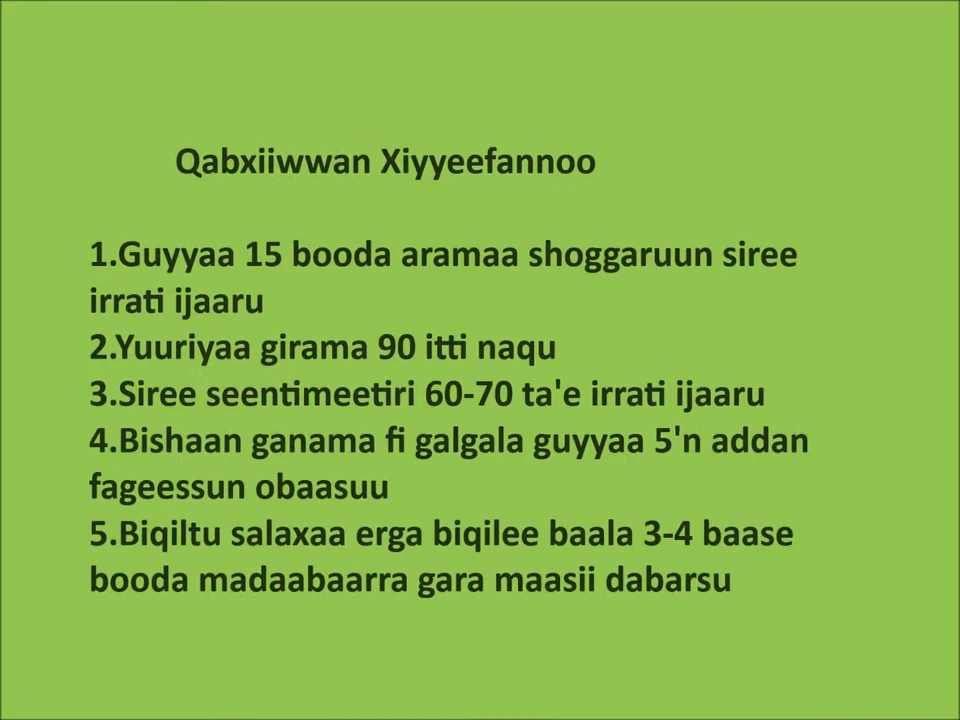 Qabxiiwwan Xiyyeefannoo
1.Guyyaa 15 booda aramaa shoggaruun siree
irrati ijaaru
2.Yuuriyaa girama 90 itti naqu
3.Siree seentimeetiri 60-70 ta'e irrati ijaaru
4.Bishaan ganama fi galgala guyyaa 5'n addan
fageessun obaasuu
5.Biqiltu salaxaa erga biqilee baala 3-4 baase
booda madaabaarra gara maasii dabarsu